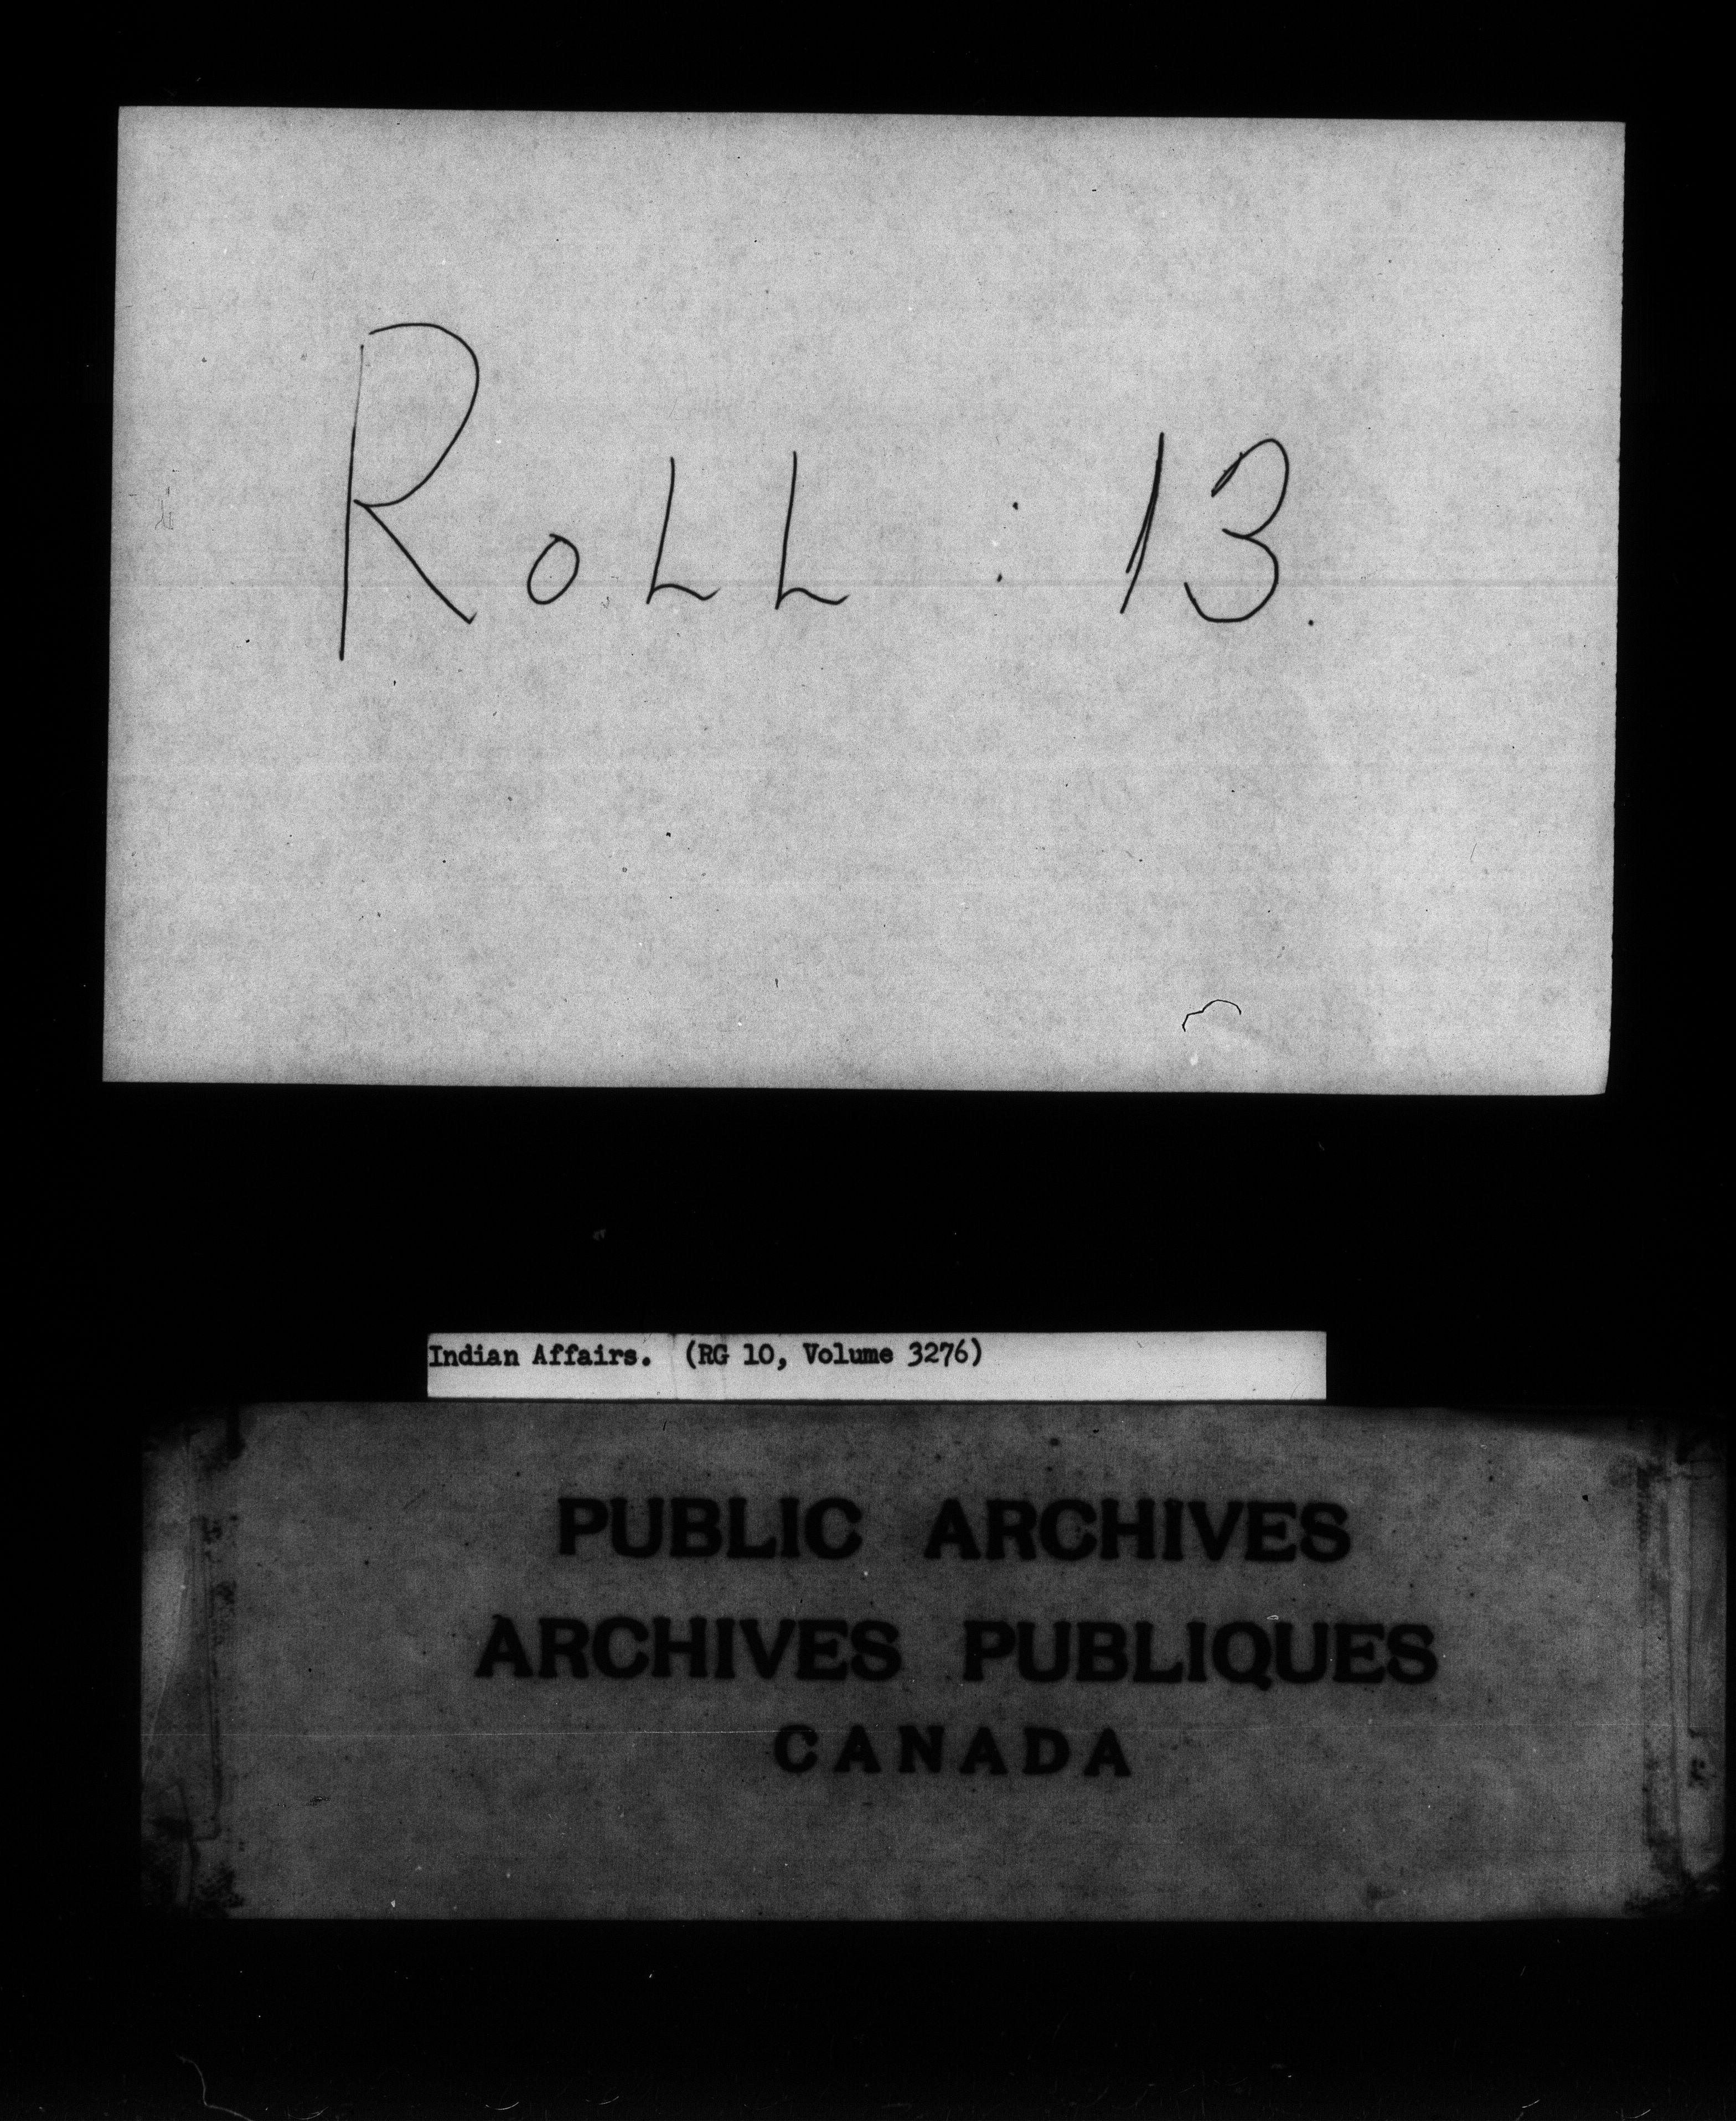 RoLL : 13.
Indian Affairs. (RG 10, Volume 3276)
PUBLIC ARCHIVES
ARCHIVES PUBLIQUES
CANADA